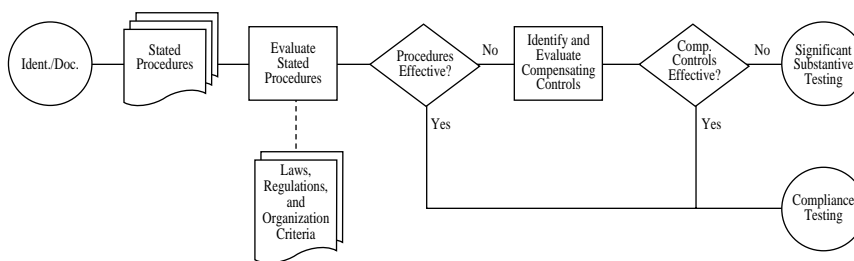 Ident./Doc.
Stated
Procedures
Evaluate
Stated
Procedures
Procedures
Effective?
No
Identify and
Evaluate
Compensating
Controls
Comp.
Controls
Effective?
No
Significant
Substantive
Testing
Yes
Yes
Laws,
Regulations,
and
Organization
Criteria
Compliance
Testing